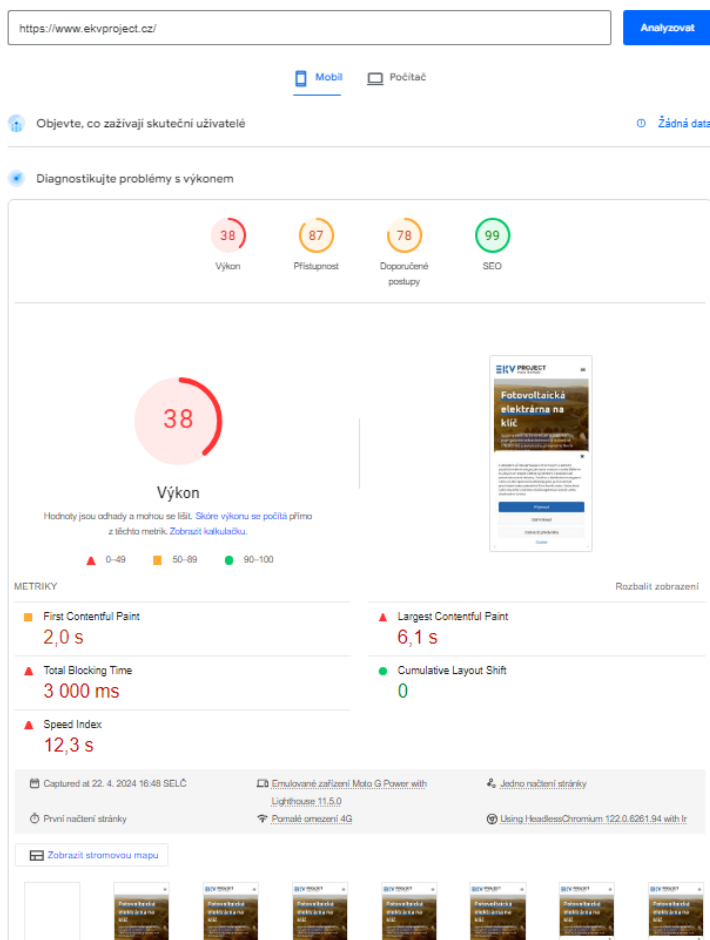 https://www.ekvproject.cz/
Analyzovat
Mobil
Počítač
Objevte, co zažívají skuteční uživatelé
Žádná data
Diagnostikujte problémy s výkonem
38
87
78
99
Výkon
Přístupnost
Doporučené
postupy
SEO
38
Výkon
Hodnoty jsou odhady a mohou se lišit. Skóre výkonu se počítá přímo
z těchto metrik. Zobrazit kalkulačku.
0–49
50–89
90–100
EKV PROJECT
Fotovoltaická
elektrárna na
klíč
METRIKY
Rozbalit zobrazení
First Contentful Paint
2,0 s
Largest Contentful Paint
6,1 s
Total Blocking Time
3 000 ms
Cumulative Layout Shift
0
Speed Index
12,3 s
Captured at 22. 4. 2024 16:48 SELČ
Emulované zařízení Moto G Power with
Lighthouse 11.5.0
Jedno načtení stránky
První načtení stránky
Pomalé omezení 4G
Using HeadlessChromium 122.0.6261.94 with lr
Zobrazit stromovou mapu